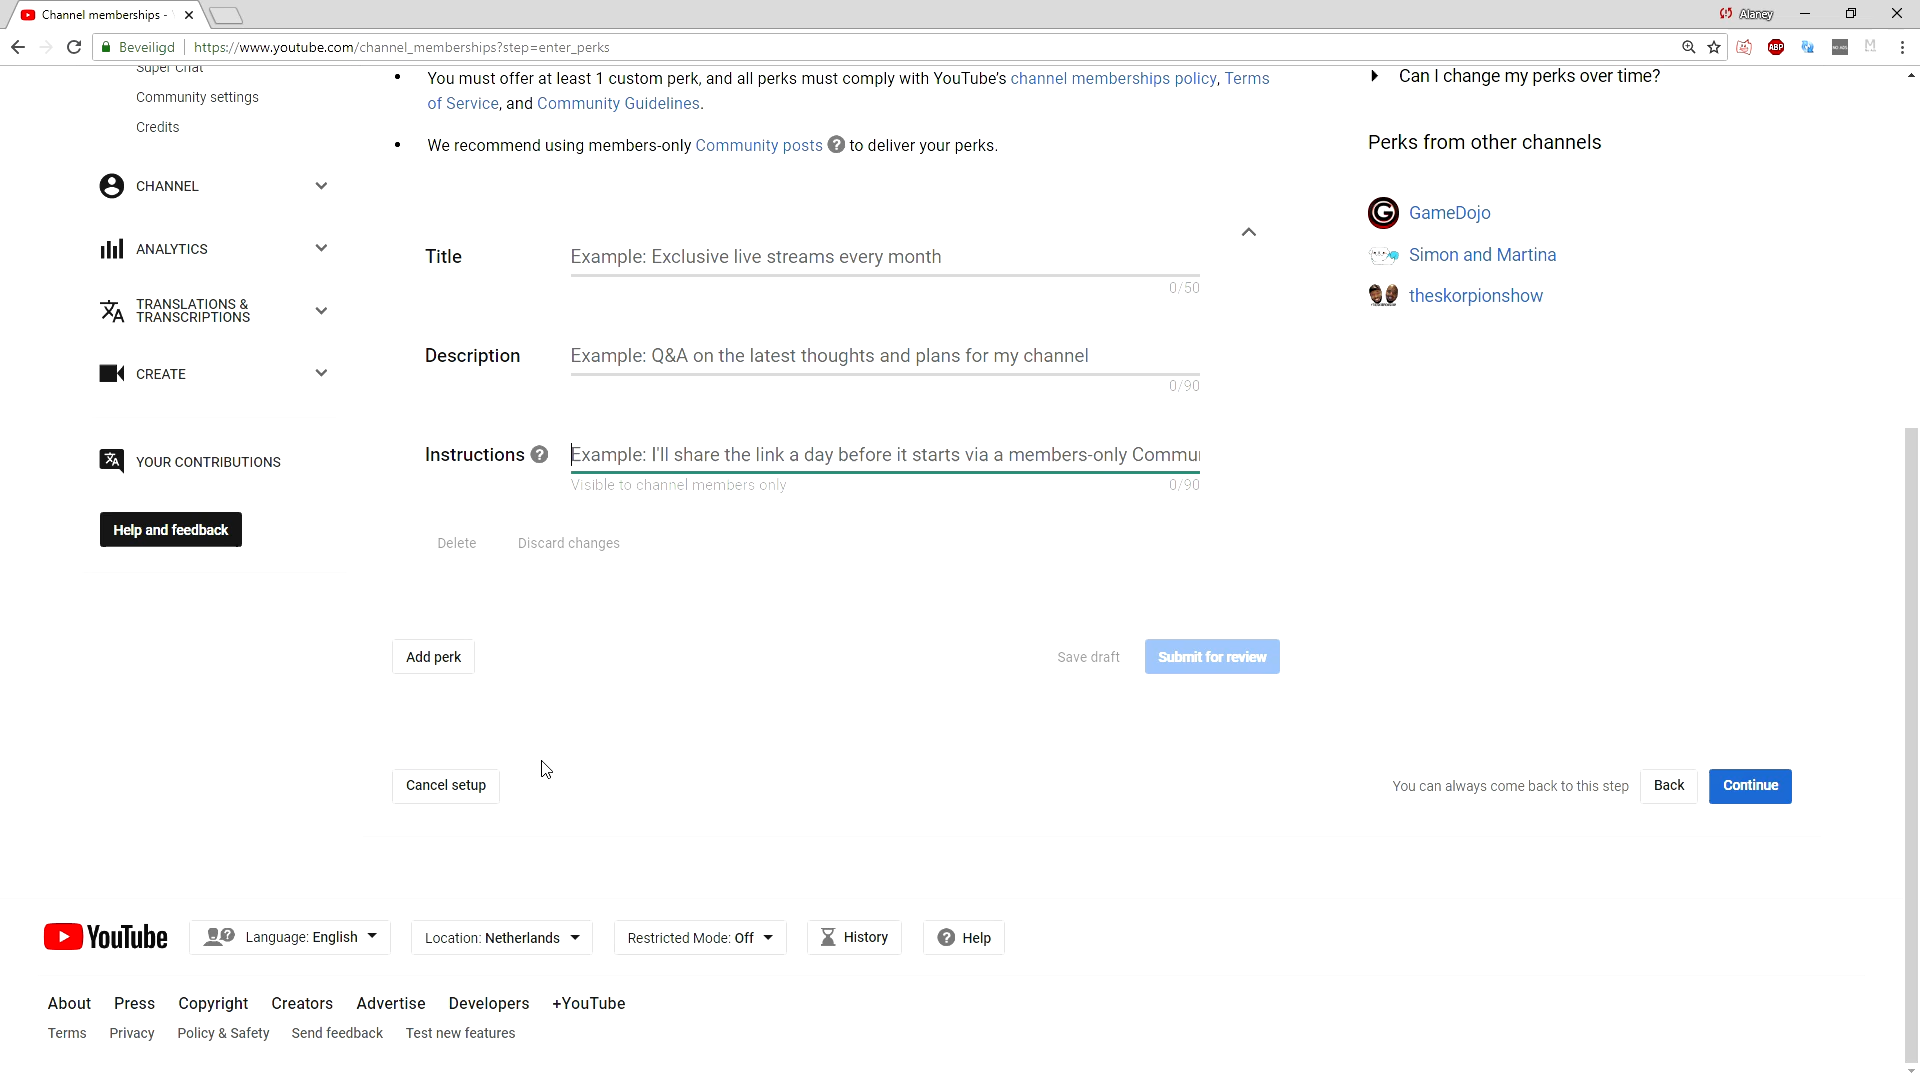 Channel memberships -
Alaney
Beveiligd
https://www.youtube.com/channel_memberships?step=enter_perks
ABP
Super Chat
Community settings
Credits
CHANNEL
ANALYTICS
TRANSLATIONS &
TRANSCRIPTIONS
CREATE
YOUR CONTRIBUTIONS
Help and feedback
• You must offer at least 1 custom perk, and all perks must comply with YouTube's channel memberships policy, Terms
of Service, and Community Guidelines.
• We recommend using members-only Community posts ? to deliver your perks.
Title
Example: Exclusive live streams every month
0/50
Description
Example: Q&A on the latest thoughts and plans for my channel
0/90
Instructions ?
Example: I'll share the link a day before it starts via a members-only Commu
Visible to channel members only
0/90
Delete
Discard changes
Add perk
Save draft
Submit for review
Can I change my perks over time?
Perks from other channels
GameDojo
Simon and Martina
theskorpionshow
Cancel setup
You can always come back to this step
Back
Continue
YouTube
Language: English
Location: Netherlands
Restricted Mode: Off
History
Help
About Press Copyright Creators Advertise Developers +YouTube
Terms Privacy Policy & Safety Send feedback Test new features